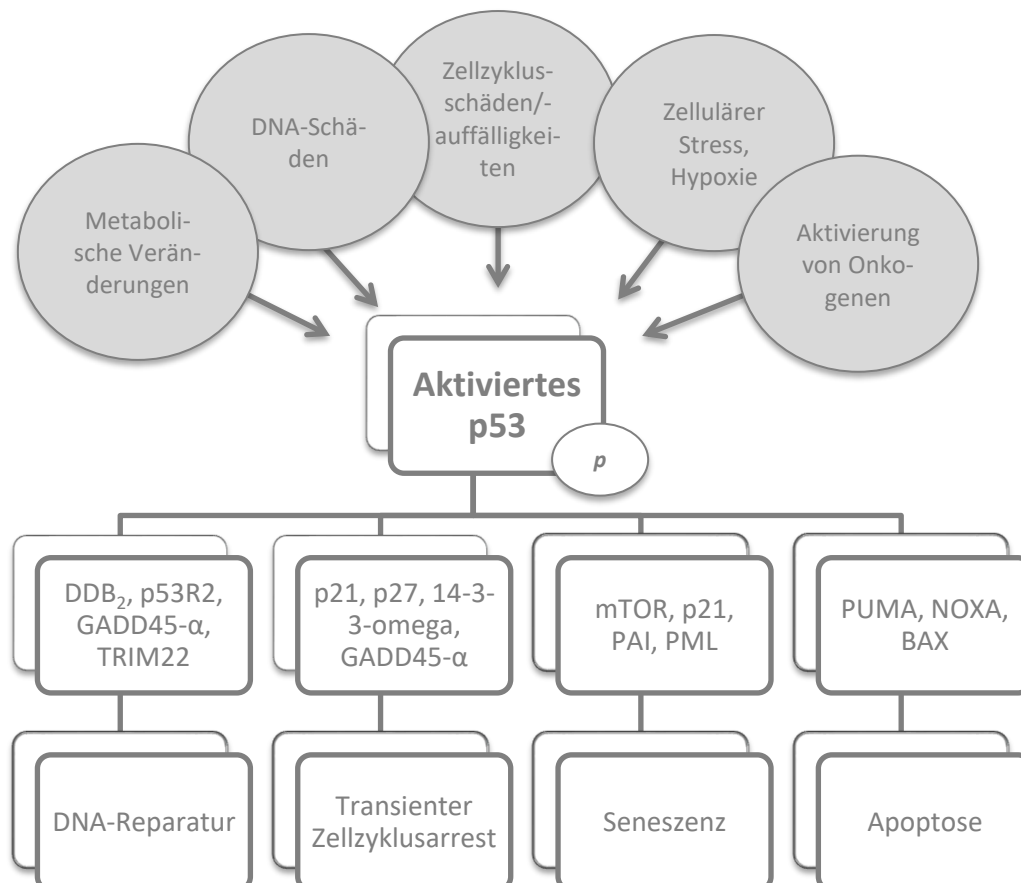 Metaboli-
sche Verän-
derungen
DNA-Schä-
den
Zellzyklus-
schäden/-
auffälligkei-
ten
Zellulärer
Stress,
Hypoxie
Aktivierung
von Onko-
genen
Aktiviertes
p53
p
DDB₂, p53R2,
GADD45-α,
TRIM22
p21, p27, 14-3-
3-omega,
GADD45-α
mTOR, p21,
PAI, PML
PUMA, NOXA,
BAX
DNA-Reparatur
Transienter
Zellzyklusarrest
Seneszenz
Apoptose